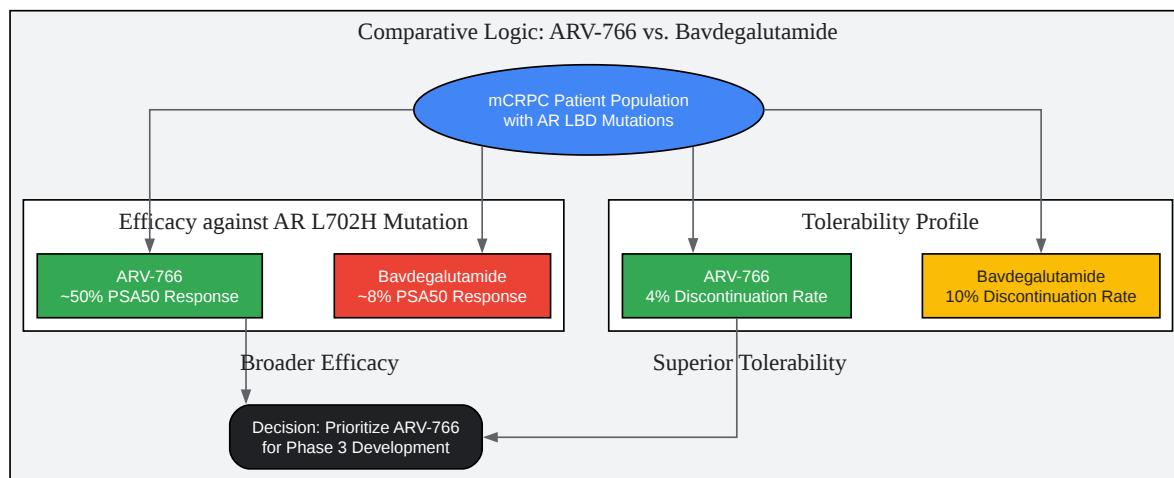 Comparative Logic: ARV-766 vs. Bavdegalutamide
mCRPC Patient Population
with AR LBD Mutations
Efficacy against AR L702H Mutation
ARV-766
~50% PSA50 Response
Bavdegalutamide
~8% PSA50 Response
Tolerability Profile
ARV-766
4% Discontinuation Rate
Bavdegalutamide
10% Discontinuation Rate
Broader Efficacy
Superior Tolerability
Decision: Prioritize ARV-766
for Phase 3 Development